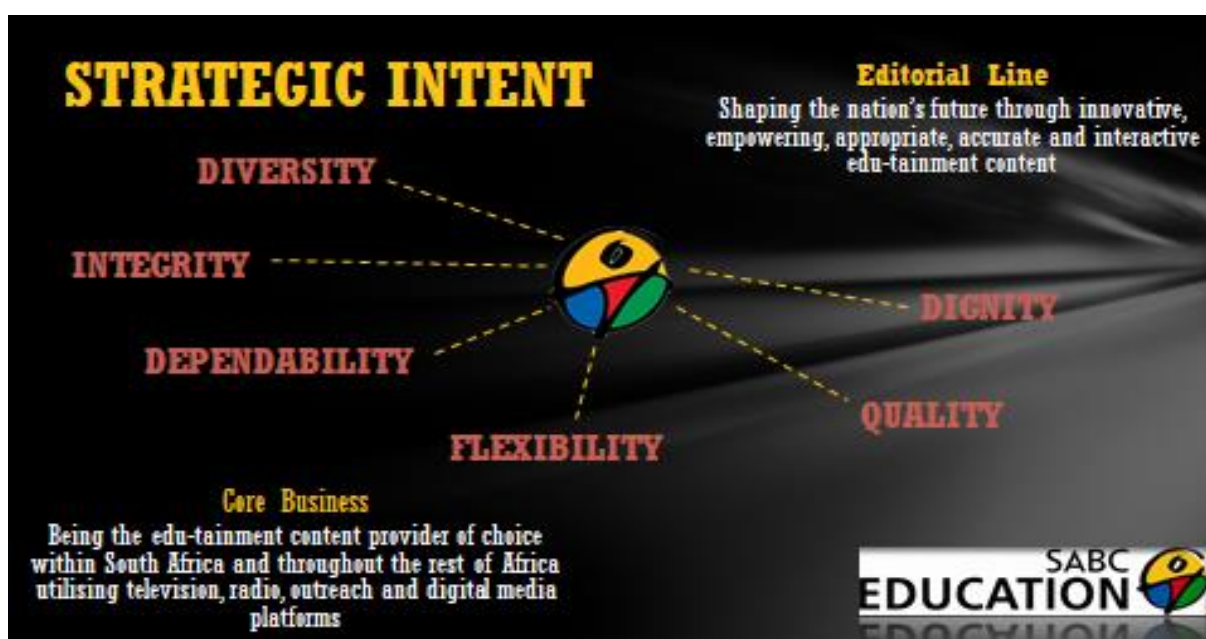 STRATEGIC INTENT
Editorial Line
Shaping the nation's future through innovative,
empowering, appropriate, accurate and interactive
edu-tainment content
DIVERSITY
INTEGRITY
DEPENDABILITY
FLEXIBILITY
DIGNITY
QUALITY
Core Business
Being the edu-tainment content provider of choice
within South Africa and throughout the rest of Africa
utilising television, radio, outreach and digital media
platforms
SABC
EDUCATION